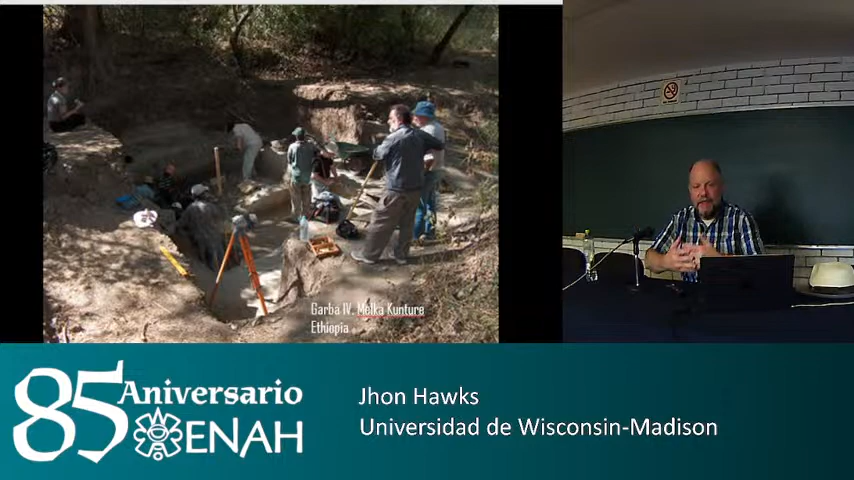 Garba IV, Melka Kunture
Ethiopia
85 Aniversario
ENAH
Jhon Hawks
Universidad de Wisconsin-Madison